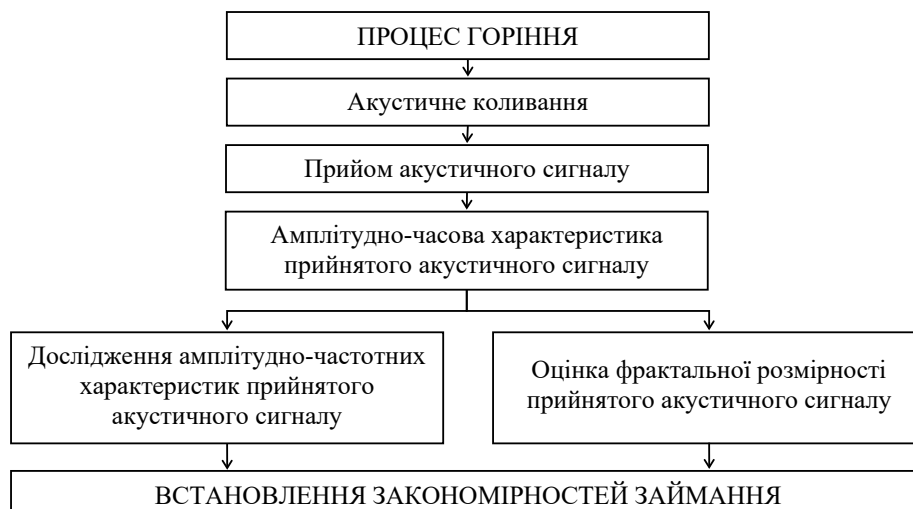 ПРОЦЕС ГОРІННЯ
Акустичне коливання
Прийом акустичного сигналу
Амплітудно-часова характеристика
прийнятого акустичного сигналу
Дослідження амплітудно-частотних
характеристик прийнятого
акустичного сигналу
Оцінка фрактальної розмірності
прийнятого акустичного сигналу
ВСТАНОВЛЕННЯ ЗАКОНОМІРНОСТЕЙ ЗАЙМАННЯ